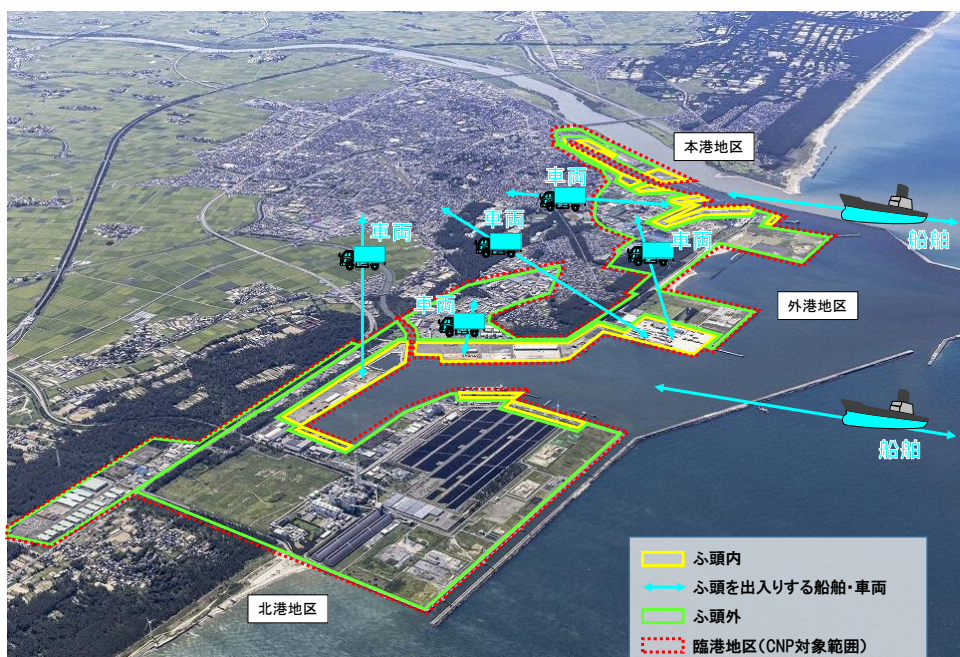 本港地区
車両
船舶
車両
車両
車両
外港地区
車両
船舶
ふ頭内
ふ頭を出入りする船舶・車両
ふ頭外
臨港地区(CNP対象範囲)
北港地区